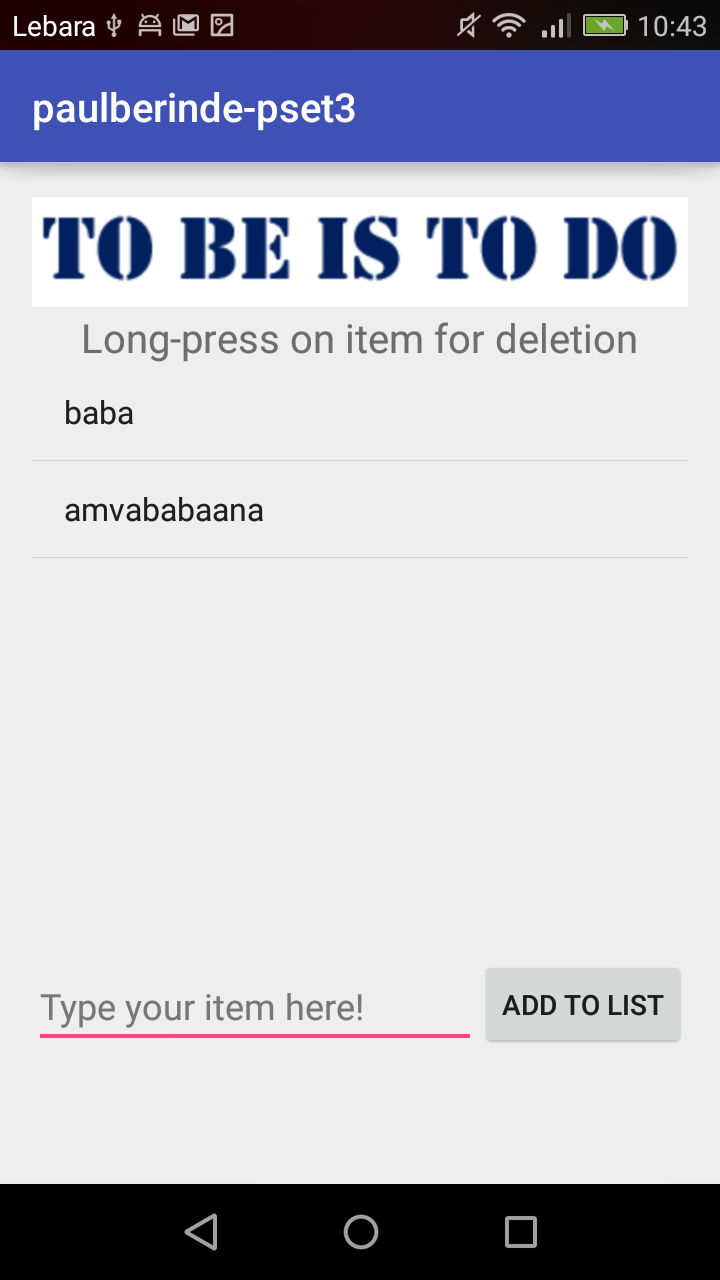 Lebara 10:43
paulberinde-pset3
TO BE IS TO DO
Long-press on item for deletion
baba
amvababaana
Type your item here! ADD TO LIST